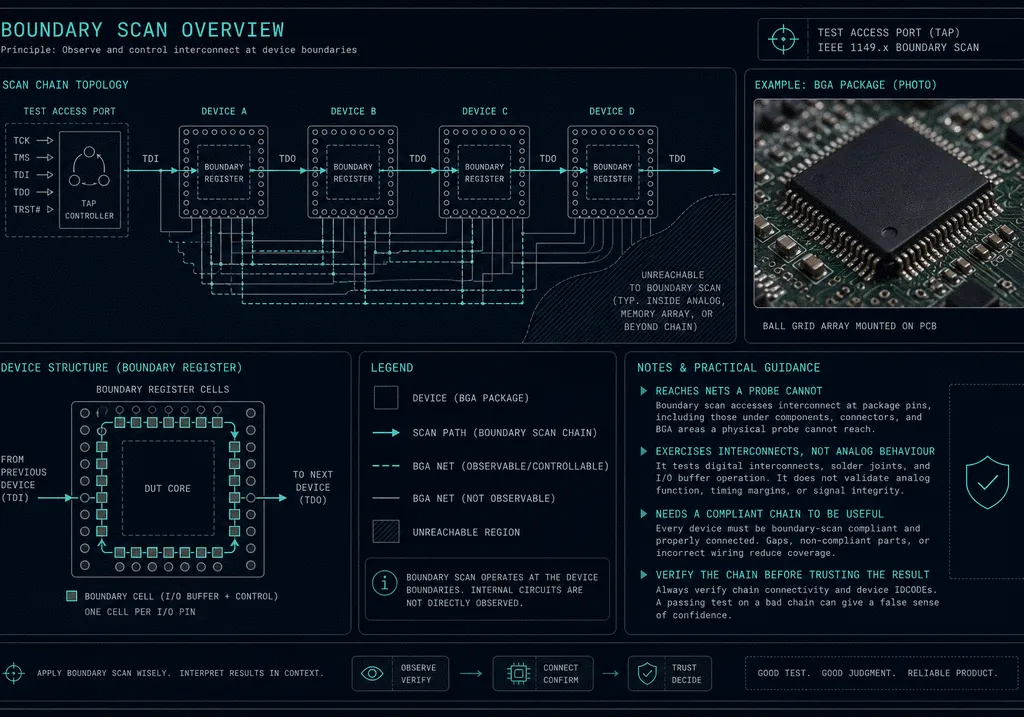 BOUNDARY SCAN OVERVIEW
Principle: Observe and control interconnect at device boundaries
TEST ACCESS PORT (TAP)
IEEE 1149.x BOUNDARY SCAN
SCAN CHAIN TOPOLOGY
TEST ACCESS PORT
TCK
TMS
TDI
TDO
TRST#
TAP
CONTROLLER
TDI
DEVICE A
BOUNDARY
REGISTER
TDO
DEVICE B
BOUNDARY
REGISTER
TDO
DEVICE C
BOUNDARY
REGISTER
TDO
DEVICE D
BOUNDARY
REGISTER
TDO
UNREACHABLE
TO BOUNDARY SCAN
(TYP. INSIDE ANALOG,
MEMORY ARRAY, OR
BEYOND CHAIN)
EXAMPLE: BGA PACKAGE (PHOTO)
BALL GRID ARRAY MOUNTED ON PCB
DEVICE STRUCTURE (BOUNDARY REGISTER)
BOUNDARY REGISTER CELLS
FROM
PREVIOUS
DEVICE
(TDI)
DUT CORE
TO NEXT
DEVICE
(TDO)
BOUNDARY CELL (I/O BUFFER + CONTROL)
ONE CELL PER I/O PIN
LEGEND
DEVICE (BGA PACKAGE)
SCAN PATH (BOUNDARY SCAN CHAIN)
BGA NET (OBSERVABLE/CONTROLLABLE)
BGA NET (NOT OBSERVABLE)
UNREACHABLE REGION
i
BOUNDARY SCAN OPERATES AT THE DEVICE
BOUNDARIES. INTERNAL CIRCUITS ARE
NOT DIRECTLY OBSERVED.
NOTES & PRACTICAL GUIDANCE
REACHES NETS A PROBE CANNOT
Boundary scan accesses interconnect at package pins,
including those under components, connectors, and
BGA areas a physical probe cannot reach.
EXERCISES INTERCONNECTS, NOT ANALOG BEHAVIOUR
It tests digital interconnects, solder joints, and
I/O buffer operation. It does not validate analog
function, timing margins, or signal integrity.
NEEDS A COMPLIANT CHAIN TO BE USEFUL
Every device must be boundary-scan compliant and
properly connected. Gaps, non-compliant parts, or
incorrect wiring reduce coverage.
VERIFY THE CHAIN BEFORE TRUSTING THE RESULT
Always verify chain connectivity and device IDCODEs.
A passing test on a bad chain can give a false sense
of confidence.
APPLY BOUNDARY SCAN WISELY. INTERPRET RESULTS IN CONTEXT.
OBSERVE
VERIFY
CONNECT
CONFIRM
TRUST
DECIDE
GOOD TEST. GOOD JUDGMENT. RELIABLE PRODUCT.